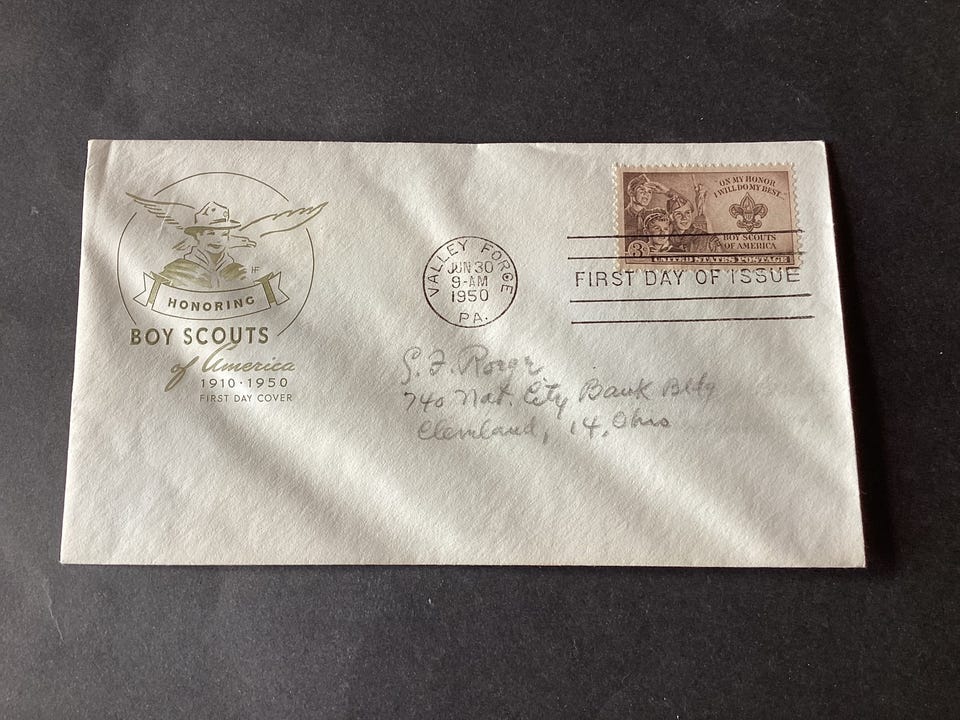 HF
HONORING
BOY SCOUTS
of America
1910 · 1950
FIRST DAY COVER
VALLEY FORGE
JUN 30
9-AM
1950
PA.
"ON MY HONOR
I WILL DO MY BEST..."
BOY SCOUTS
OF AMERICA
3¢ UNITED STATES POSTAGE
FIRST DAY OF ISSUE
740 Nat. City Bank Bldg
Cleveland, 14, Ohio